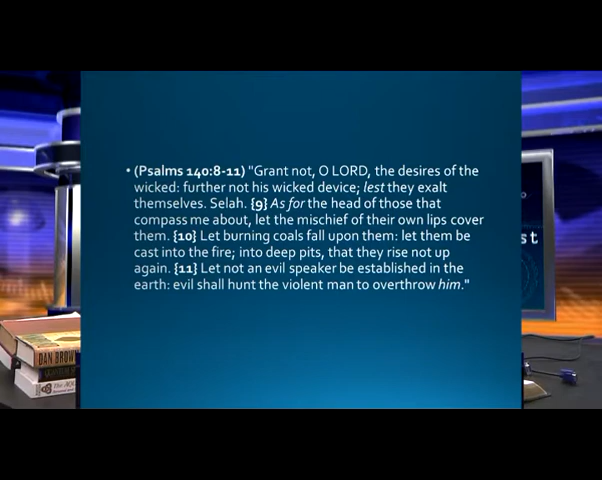 • (Psalms 140:8-11) "Grant not, O LORD, the desires of the
wicked: further not his wicked device; lest they exalt
themselves. Selah. {9} As for the head of those that
compass me about, let the mischief of their own lips cover
them. {10} Let burning coals fall upon them: let them be
cast into the fire; into deep pits, that they rise not up
again. {11} Let not an evil speaker be established in the
earth: evil shall hunt the violent man to overthrow him."
st
DAN BROWN
The